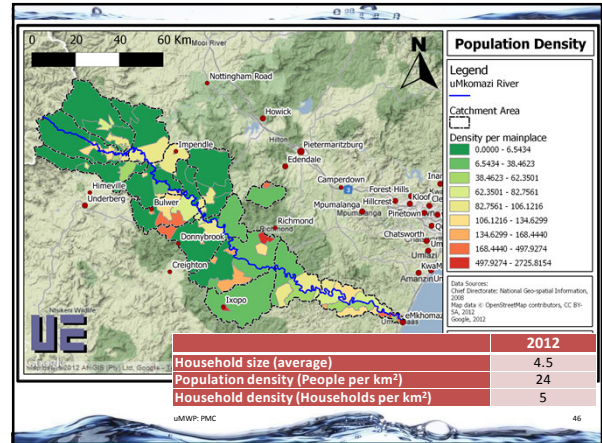 0 20 40 60 Km
Mooi River
N
Nottingham Road
Howick
Hilton
Pietermaritzburg
Impendle
Edendale
Camperdown
3
Forest Hills
Kloof
Hillcrest
Mpumalanga
Mpumalanga
Pinetown
Himeville
Underberg
Bulwer
Richmond
Richmond
Chatsworth
Donnybrook
Umlazi
Creighton
Amanzim
Ixopo
eMkhomaz
UE
Population Density
Legend
uMkomazi River
Catchment Area
Density per mainplace
0.0000 - 6.5434
6.5434 - 38.4623
38.4623 - 62.3501
62.3501 - 82.7561
82.7561 - 106.1216
106.1216 - 134.6299
134.6299 - 168.4440
168.4440 - 497.9274
497.9274 - 2725.8154
Data Sources:
Chief Directorate: National Geo-spatial Information,
2008
Map data © OpenStreetMap contributors, CC BY-
SA, 2012
Google, 2012
2012
Household size (average) 4.5
Population density (People per km²) 24
Household density (Households per km²) 5
uMWP: PMC
46